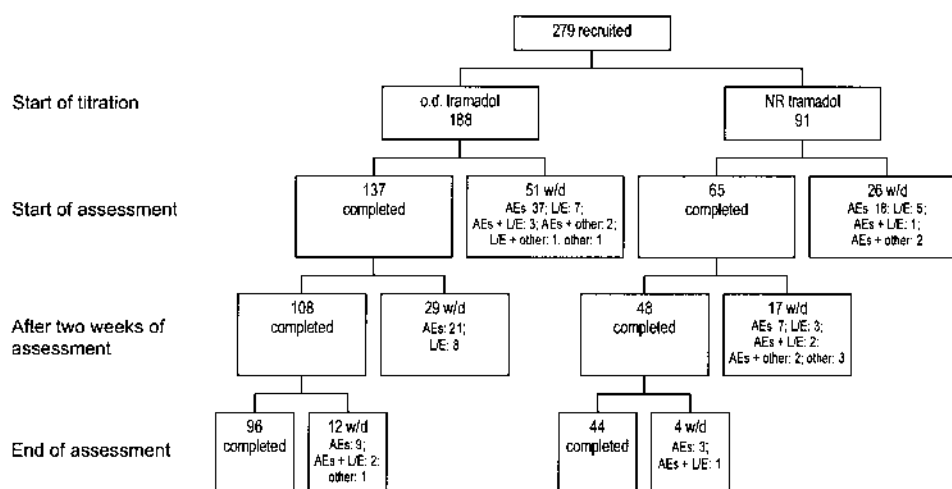 279 recruited
Start of titration
o.d. tramadol
188
NR tramadol
91
Start of assessment
137
completed
51 w/d
AEs 37; L/E: 7;
AEs + L/E: 3; AEs + other: 2;
L/E + other: 1. other: 1
65
completed
26 w/d
AEs 18; L/E: 5;
AEs + L/E: 1;
AEs + other: 2
After two weeks of
assessment
108
completed
29 w/d
AEs: 21;
L/E: 8
48
completed
17 w/d
AEs 7; L/E: 3;
AEs + L/E: 2;
AEs + other: 2; other: 3
End of assessment
96
completed
12 w/d
AEs: 9;
AEs + L/E: 2;
other: 1
44
completed
4 w/d
AEs: 3;
AEs + L/E: 1